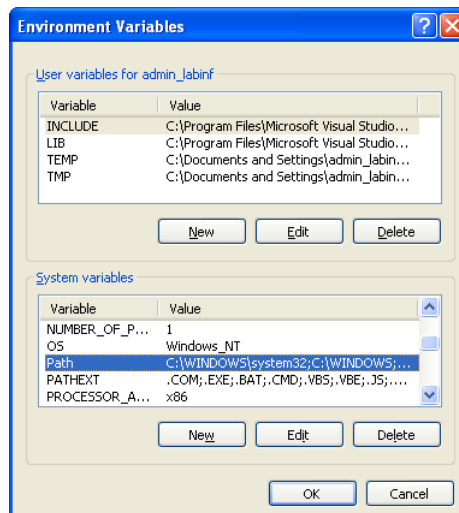 Environment Variables
User variables for admin_labinf
Variable Value
INCLUDE C:\Program Files\Microsoft Visual Studio...
LIB C:\Program Files\Microsoft Visual Studio...
TEMP C:\Documents and Settings\admin_labin...
TMP C:\Documents and Settings\admin_labin...
New Edit Delete
System variables
Variable Value
NUMBER_OF_P... 1
OS Windows_NT
Path C:\WINDOWS\system32;C:\WINDOWS;...
PATHEXT .COM;.EXE;.BAT;.CMD;.VBS;.VBE;.JS;....
PROCESSOR_A... x86
New Edit Delete
OK Cancel